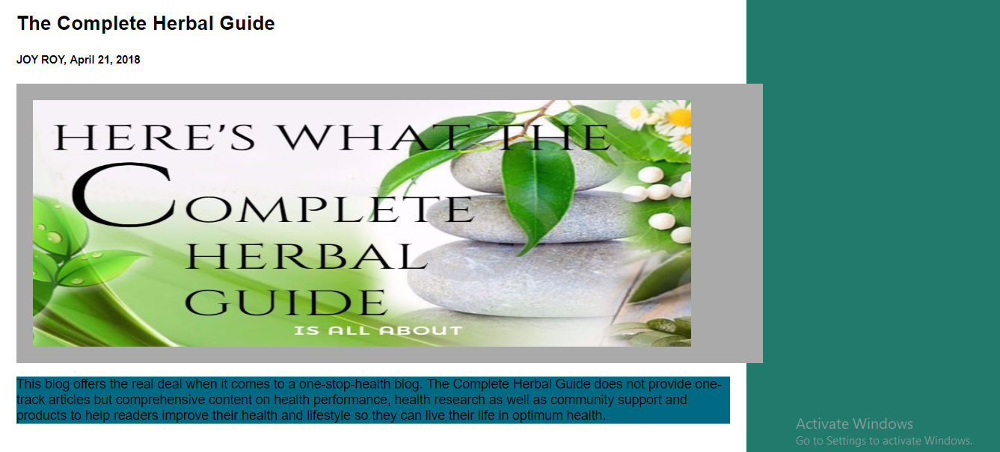 The Complete Herbal Guide
JOY ROY, April 21, 2018
HERE'S WHAT THE
COMPLETE
HERBAL
GUIDE
IS ALL ABOUT
This blog offers the real deal when it comes to a one-stop-health blog. The Complete Herbal Guide does not provide one-
track articles but comprehensive content on health performance, health research as well as community support and
products to help readers improve their health and lifestyle so they can live their life in optimum health.
Activate Windows
Go to Settings to activate Windows.